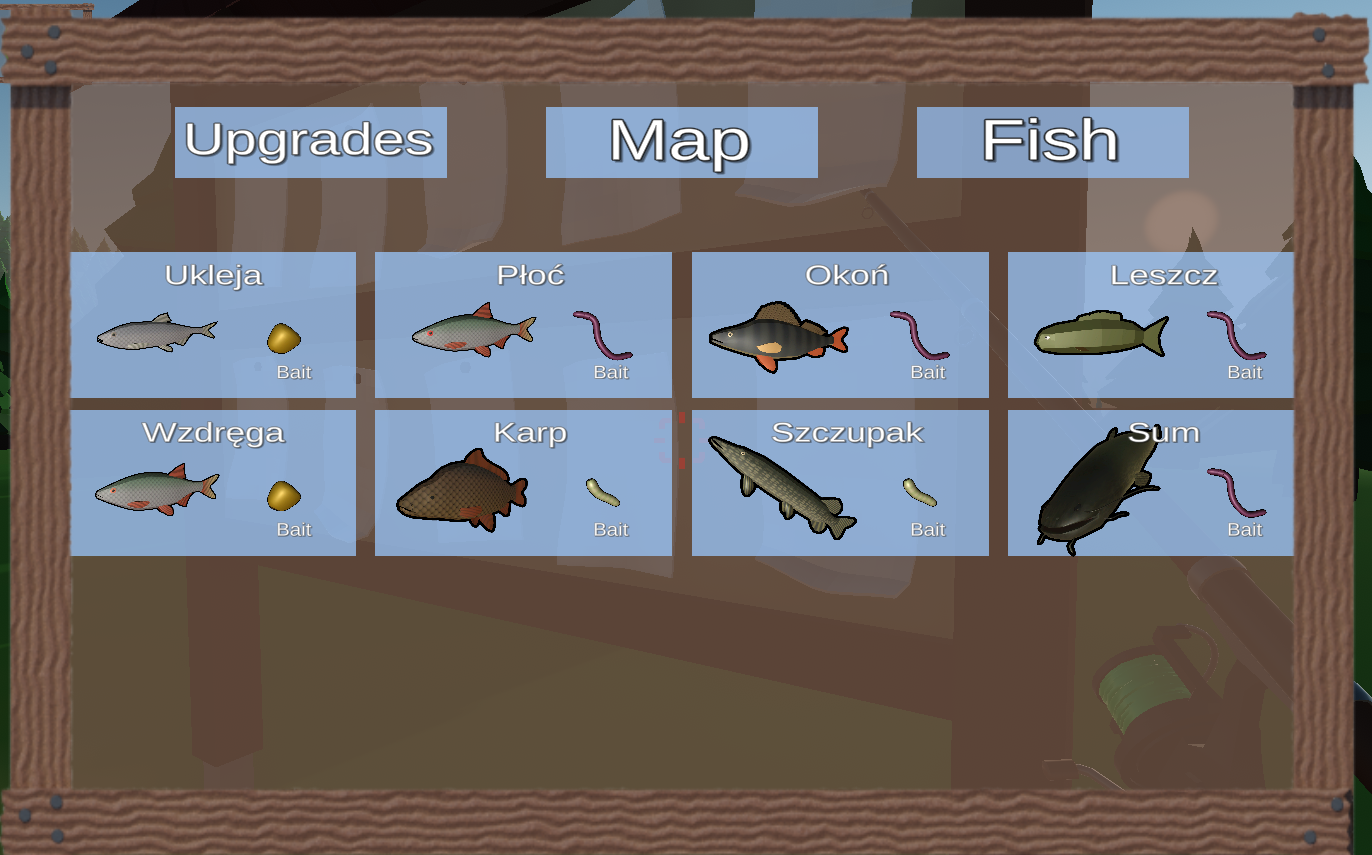 Upgrades
Map
Fish
Ukleja
Bait
Płoć
Bait
Okoń
Bait
Leszcz
Bait
Wzdręga
Bait
Karp
Bait
Szczupak
Bait
Sum
Bait